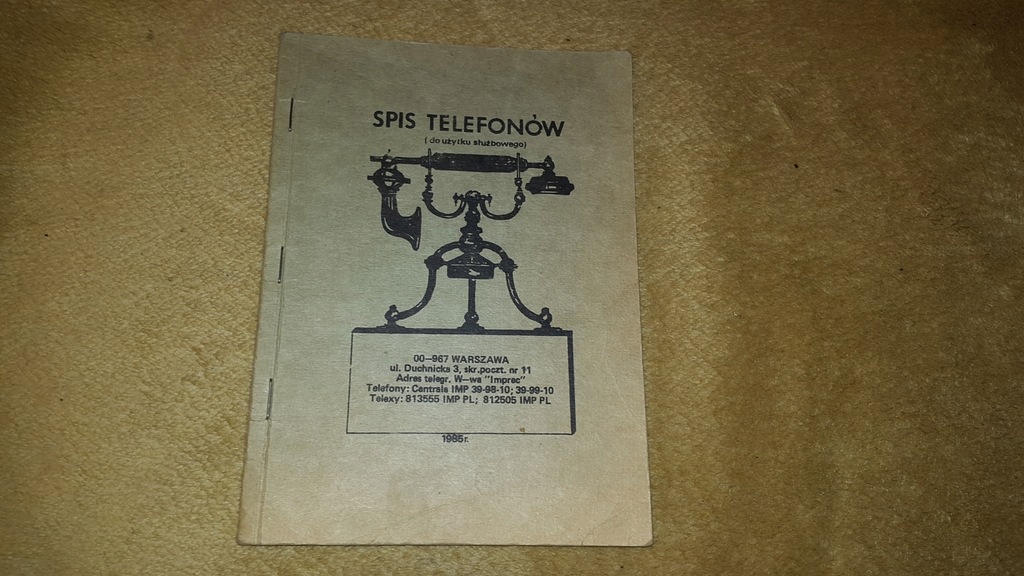 SPIS TELEFONÓW
(do użytku służbowego)
00–967 WARSZAWA
ul. Duchnicka 3, skr.poczt. nr 11
Adres telegr. W–wa "Imprec"
Telefony: Centrala IMP 39-98-10; 39-99-10
Telexy: 813555 IMP PL; 812505 IMP PL
1985r.